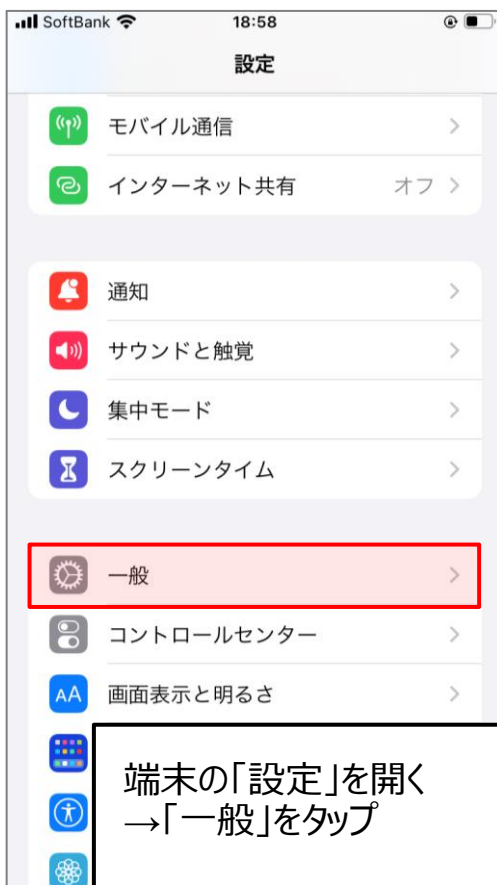 SoftBank 18:58
設定
モバイル通信
インターネット共有 オフ
通知
サウンドと触覚
集中モード
スクリーンタイム
一般
コントロールセンター
AA 画面表示と明るさ
端末の「設定」を開く
→「一般」をタップ